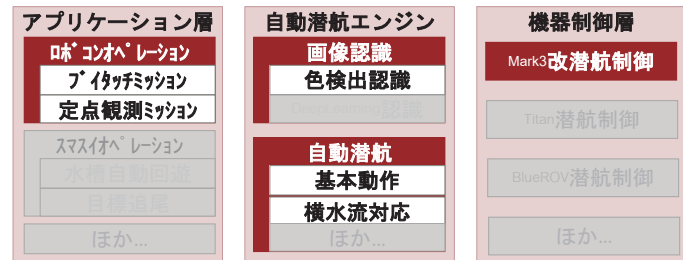 アプリケーション層
ﾛﾎﾞｺﾝｵﾍﾟﾚｰｼｮﾝ
ﾌﾞｲﾀｯﾁﾐｯｼｮﾝ
定点観測ﾐｯｼｮﾝ
ｽﾏｽｲｵﾍﾟﾚｰｼｮﾝ
水槽自動回遊
目標追尾
ほか...
自動潜航エンジン
画像認識
色検出認識
DeepLearning認識
自動潜航
基本動作
横水流対応
ほか...
機器制御層
Mark3改潜航制御
Titan潜航制御
BlueROV潜航制御
ほか...